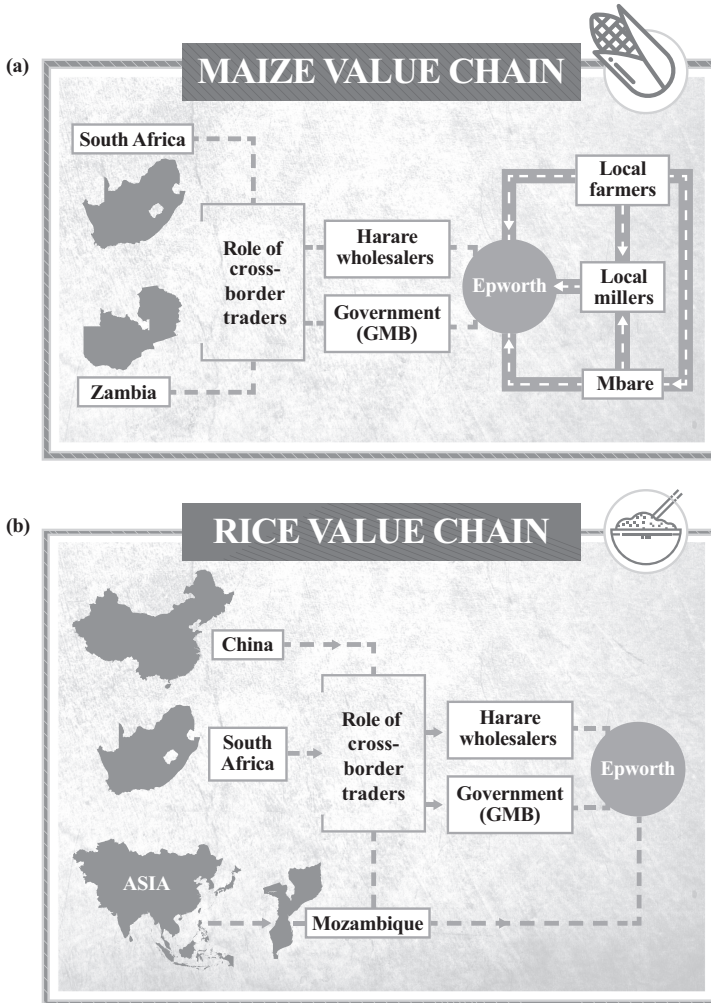 (a)
MAIZE VALUE CHAIN
South Africa
Role of
cross-
border
traders
Zambia
Harare
wholesalers
Government
(GMB)
Epworth
Local
farmers
Local
millers
Mbare
(b)
RICE VALUE CHAIN
China
South
Africa
ASIA
Mozambique
Role of
cross-
border
traders
Harare
wholesalers
Government
(GMB)
Epworth